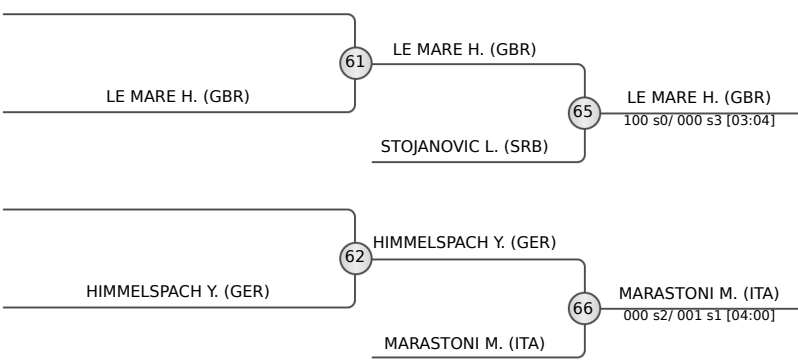 61
LE MARE H. (GBR)
LE MARE H. (GBR)
65
LE MARE H. (GBR)
100 s0/ 000 s3 [03:04]
STOJANOVIC L. (SRB)
62
HIMMELSPACH Y. (GER)
HIMMELSPACH Y. (GER)
66
MARASTONI M. (ITA)
000 s2/ 001 s1 [04:00]
MARASTONI M. (ITA)